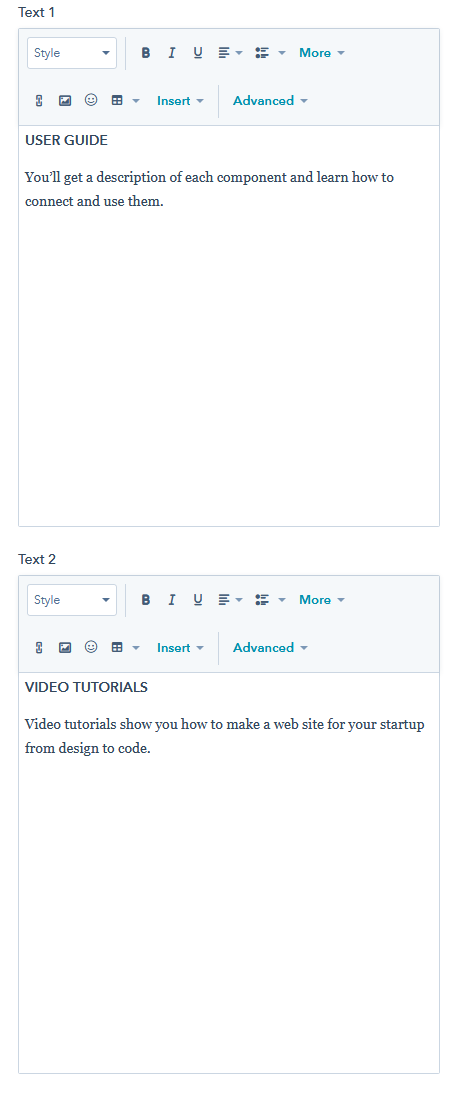 Text 1
Style B I U More
Insert Advanced
USER GUIDE
You’ll get a description of each component and learn how to
connect and use them.
Text 2
Style B I U More
Insert Advanced
VIDEO TUTORIALS
Video tutorials show you how to make a web site for your startup
from design to code.